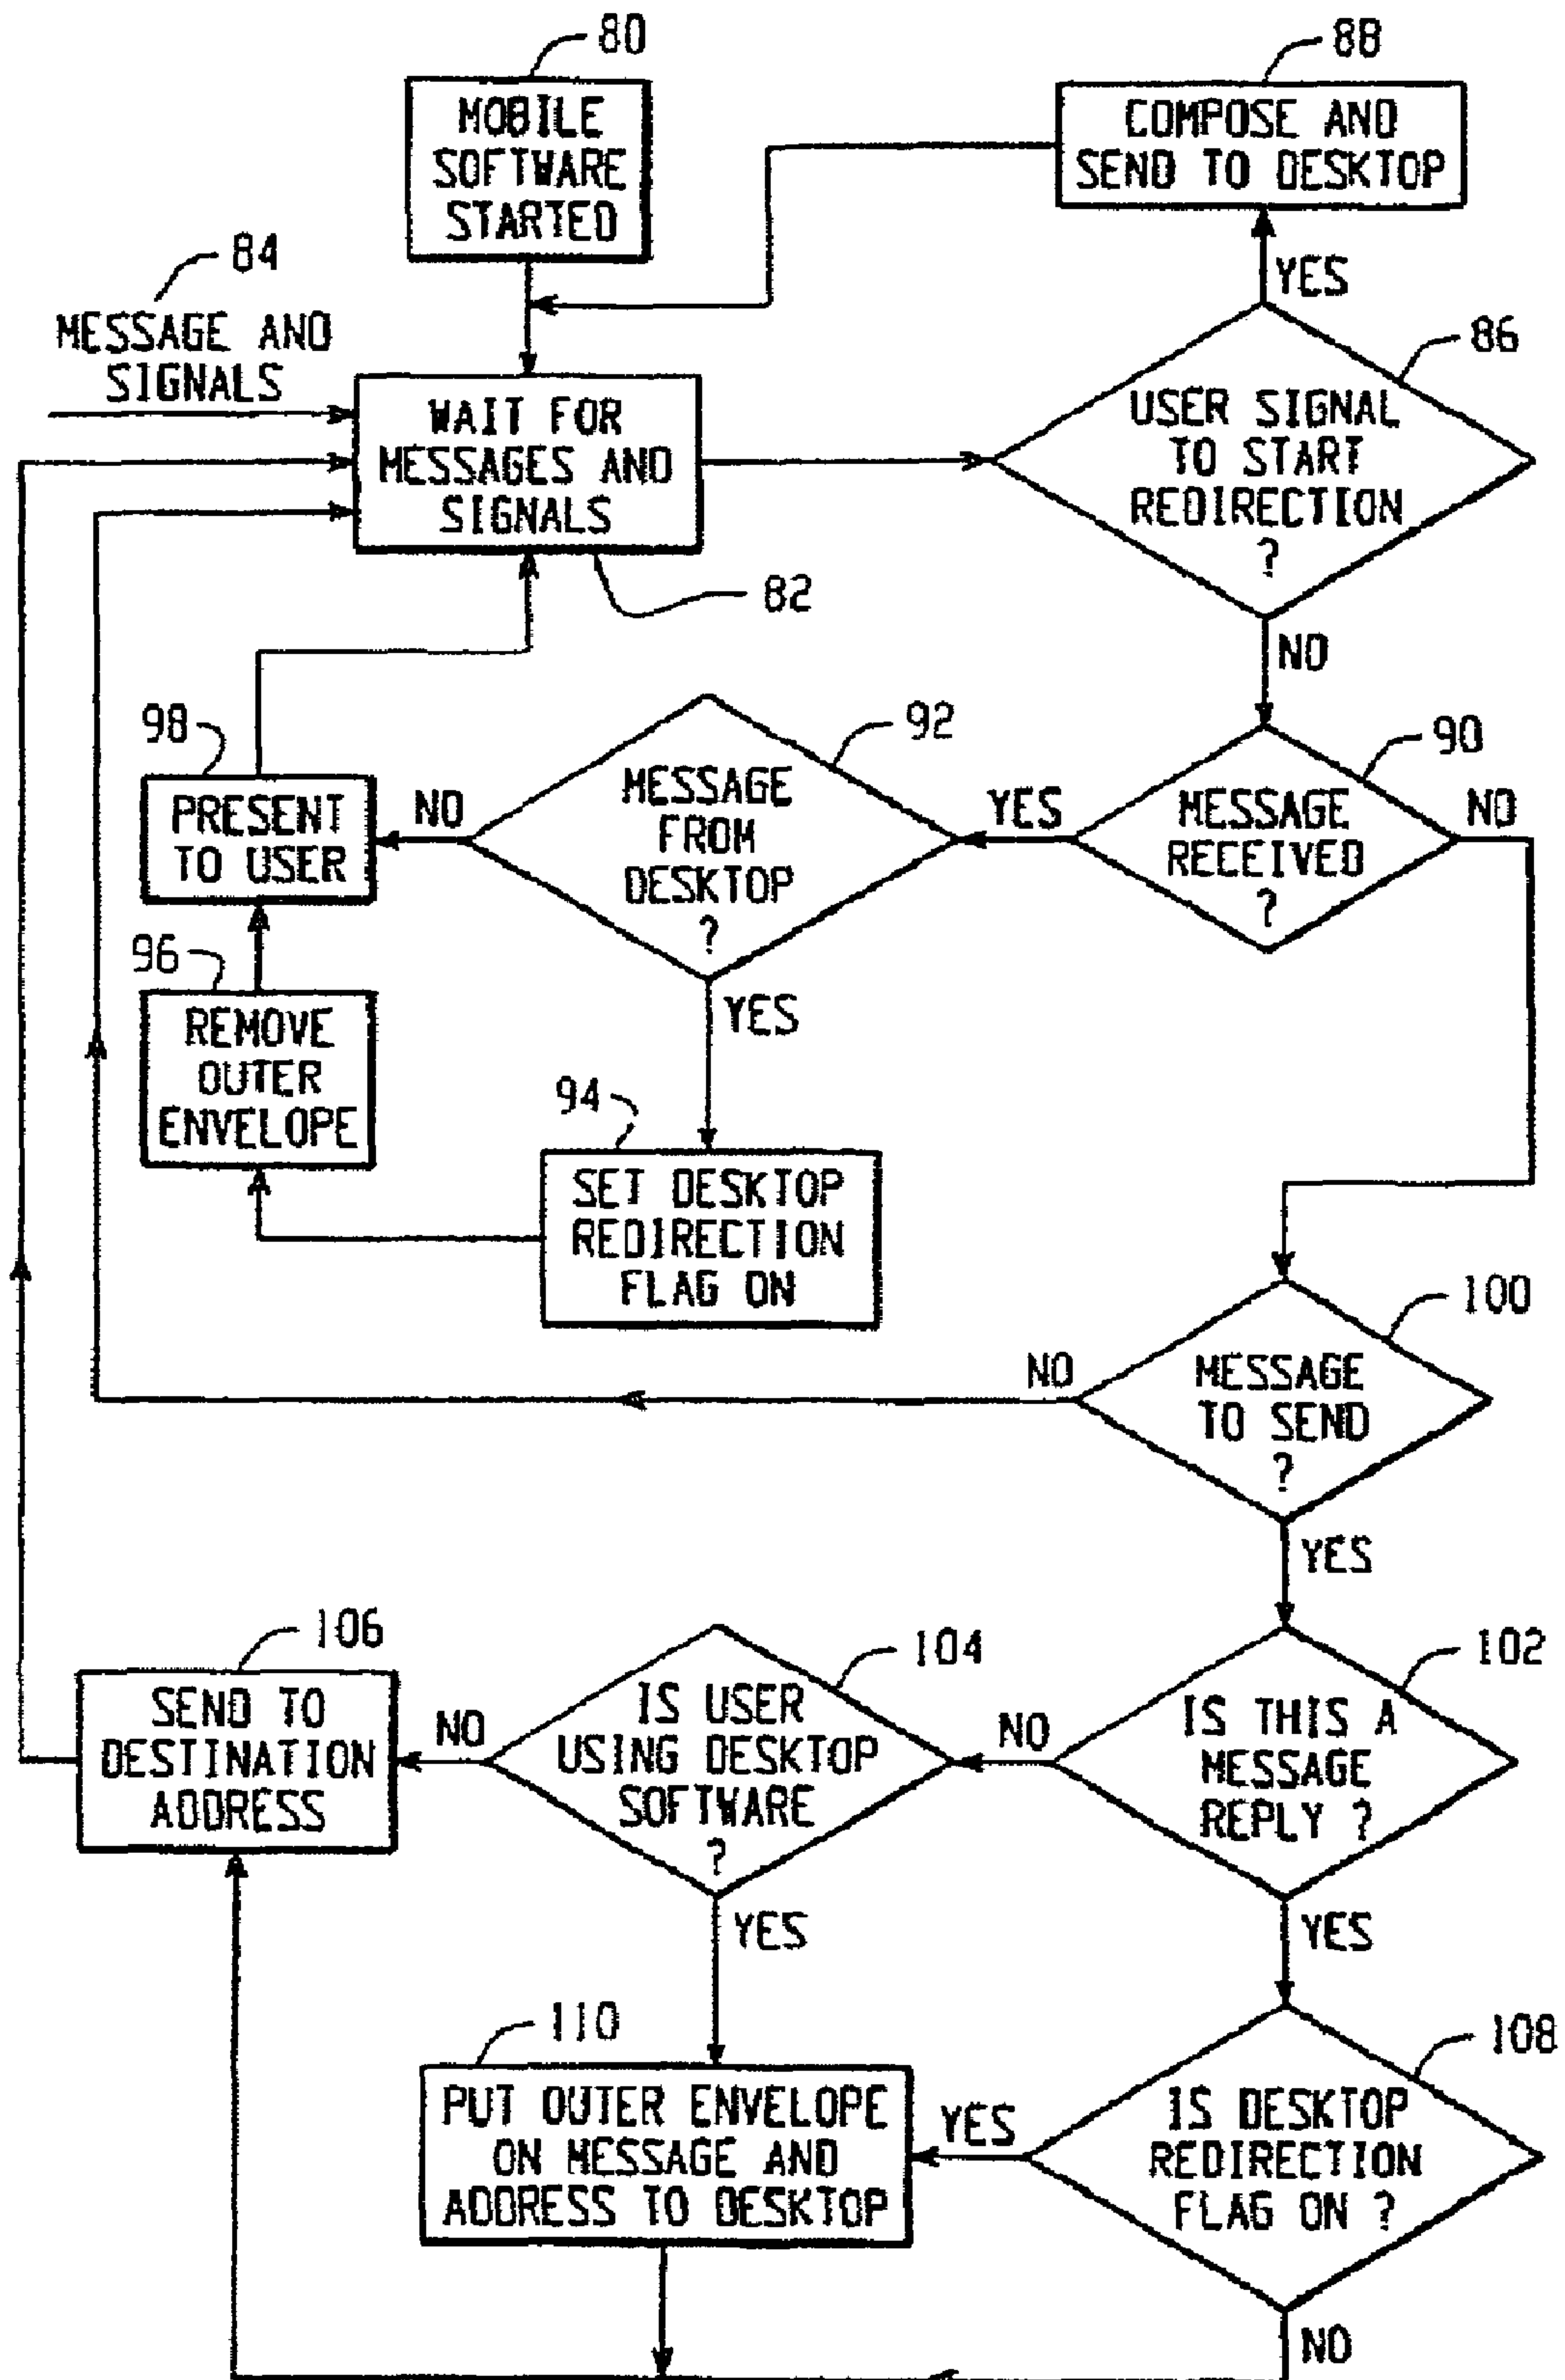 80
MOBILE
SOFTWARE
STARTED
88
COMPOSE AND
SEND TO DESKTOP
84
MESSAGE AND
SIGNALS
YES
86
WAIT FOR
MESSAGES AND
SIGNALS
82
USER SIGNAL
TO START
REDIRECTION
?
NO
98
PRESENT
TO USER
NO
92
MESSAGE
FROM
DESKTOP
?
YES
90
MESSAGE
RECEIVED
?
NO
96
REMOVE
OUTER
ENVELOPE
YES
94
SET DESKTOP
REDIRECTION
FLAG ON
100
NO
MESSAGE
TO SEND
?
YES
106
SEND TO
DESTINATION
ADDRESS
NO
104
IS USER
USING DESKTOP
SOFTWARE
?
NO
102
IS THIS A
MESSAGE
REPLY ?
YES
YES
110
PUT OUTER ENVELOPE
ON MESSAGE AND
ADDRESS TO DESKTOP
YES
108
IS DESKTOP
REDIRECTION
FLAG ON ?
NO